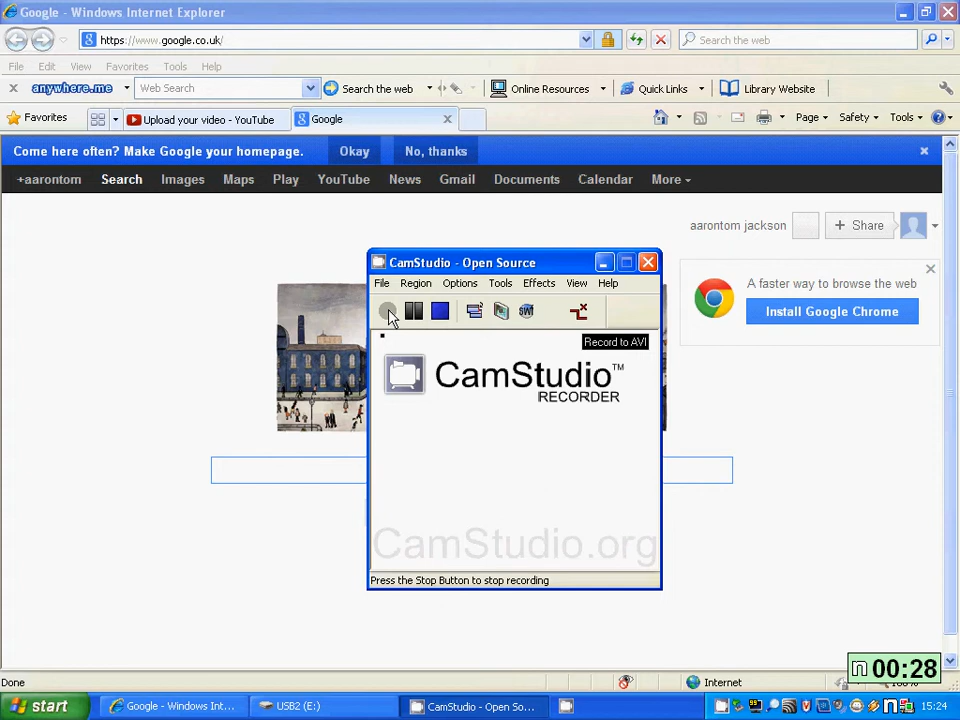 Google - Windows Internet Explorer
https://www.google.co.uk/
Search the web
File Edit View Favorites Tools Help
anywhere.me Web Search Search the web Online Resources Quick Links Library Website
Favorites Upload your video - YouTube Google Page Safety Tools
Come here often? Make Google your homepage. Okay No, thanks
+aarontom Search Images Maps Play YouTube News Gmail Documents Calendar More
aarontom jackson + Share
A faster way to browse the web
Install Google Chrome
CamStudio - Open Source
File Region Options Tools Effects View Help
Record to AVI
CamStudio™
RECORDER
CamStudio.org
Press the Stop Button to stop recording
n 00:28
Done Internet
start Google - Windows Int... USB2 (E:) CamStudio - Open So... 15:24